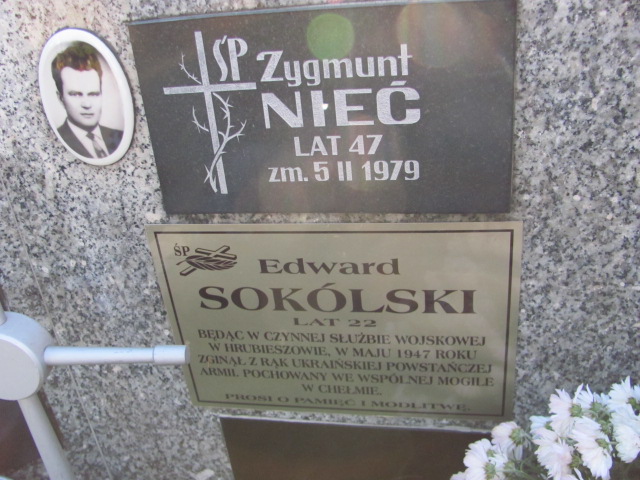 ŚP Zygmunt
NIEĆ
LAT 47
zm. 5 II 1979
ŚP
Edward
SOKÓLSKI
LAT 22
BĘDĄC W CZYNNEJ SŁUŻBIE WOJSKOWEJ
W HRUBIESZOWIE, W MAJU 1947 ROKU
ZGINĄŁ Z RĄK UKRAIŃSKIEJ POWSTAŃCZEJ
ARMII, POCHOWANY WE WSPÓLNEJ MOGILE
W CHEŁMIE.
PROSI O PAMIĘĆ I MODLITWĘ.